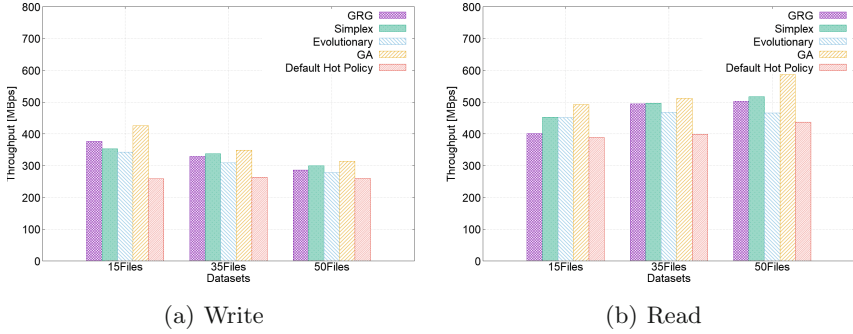 800
700
600
500
400
300
200
100
0
Throughput [MBps]
GRG
Simplex
Evolutionary
GA
Default Hot Policy
15Files
35Files
50Files
Datasets
(a) Write
800
700
600
500
400
300
200
100
0
Throughput [MBps]
GRG
Simplex
Evolutionary
GA
Default Hot Policy
15Files
35Files
50Files
Datasets
(b) Read